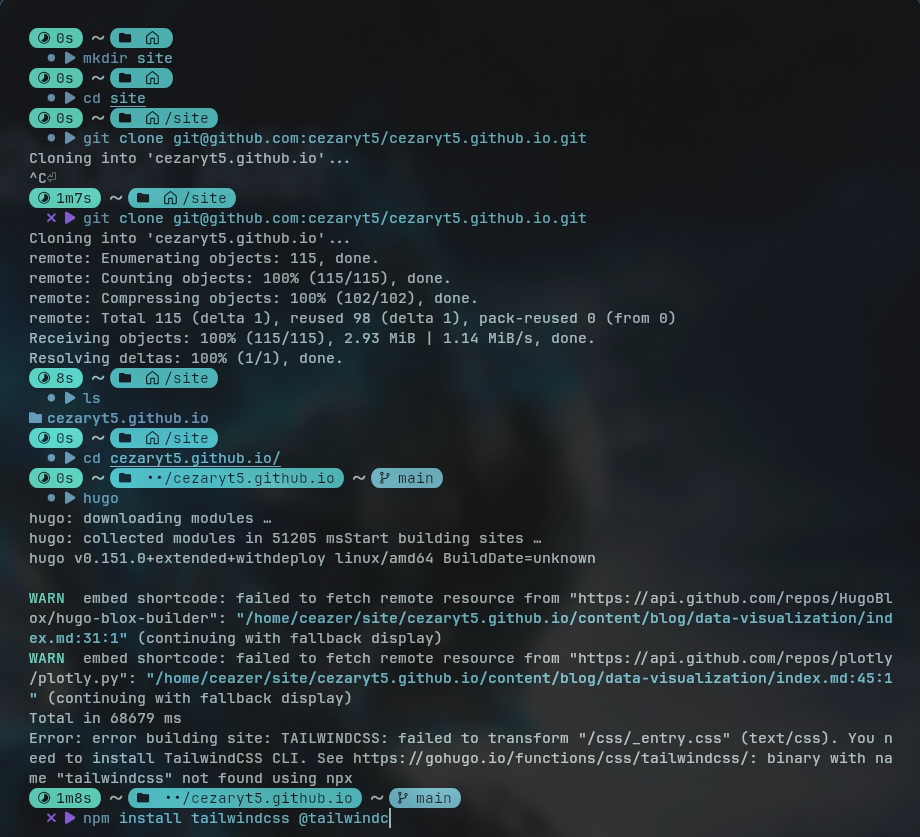 0s ~
mkdir site
0s ~
cd site
0s ~ /site
git clone git@github.com:cezaryt5/cezaryt5.github.io.git
Cloning into 'cezaryt5.github.io'...
^C⏎
1m7s ~ /site
git clone git@github.com:cezaryt5/cezaryt5.github.io.git
Cloning into 'cezaryt5.github.io'...
remote: Enumerating objects: 115, done.
remote: Counting objects: 100% (115/115), done.
remote: Compressing objects: 100% (102/102), done.
remote: Total 115 (delta 1), reused 98 (delta 1), pack-reused 0 (from 0)
Receiving objects: 100% (115/115), 2.93 MiB | 1.14 MiB/s, done.
Resolving deltas: 100% (1/1), done.
8s ~ /site
ls
cezaryt5.github.io
0s ~ /site
cd cezaryt5.github.io/
0s ~ ··/cezaryt5.github.io ~ main
hugo
hugo: downloading modules …
hugo: collected modules in 51205 msStart building sites …
hugo v0.151.0+extended+withdeploy linux/amd64 BuildDate=unknown
WARN  embed shortcode: failed to fetch remote resource from "https://api.github.com/repos/HugoBl
ox/hugo-blox-builder": "/home/ceazer/site/cezaryt5.github.io/content/blog/data-visualization/ind
ex.md:31:1" (continuing with fallback display)
WARN  embed shortcode: failed to fetch remote resource from "https://api.github.com/repos/plotly
/plotly.py": "/home/ceazer/site/cezaryt5.github.io/content/blog/data-visualization/index.md:45:1
" (continuing with fallback display)
Total in 68679 ms
Error: error building site: TAILWINDCSS: failed to transform "/css/_entry.css" (text/css). You n
eed to install TailwindCSS CLI. See https://gohugo.io/functions/css/tailwindcss/: binary with na
me "tailwindcss" not found using npx
1m8s ~ ··/cezaryt5.github.io ~ main
npm install tailwindcss @tailwindc